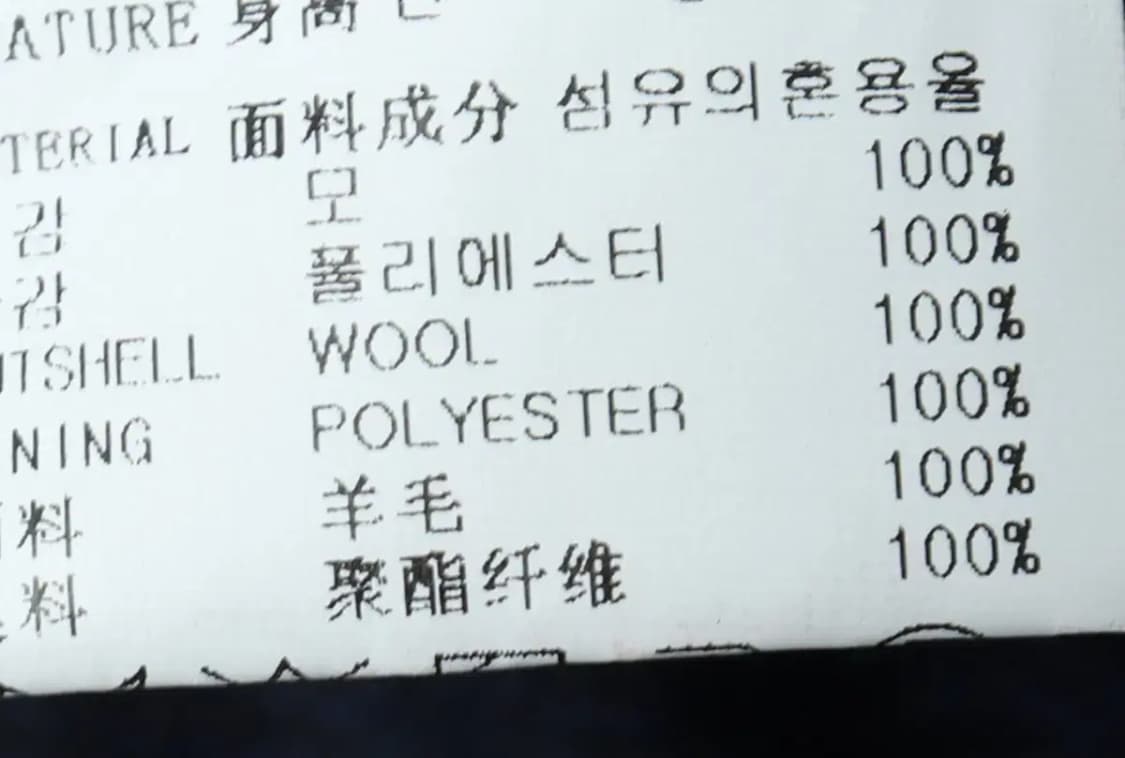 ATURE 身高
TERIAL 面料成分 섬유의혼용율
감 모 100%
감 폴리에스터 100%
UTSHELL WOOL 100%
NING POLYESTER 100%
料 羊毛 100%
料 聚酯纤维 100%